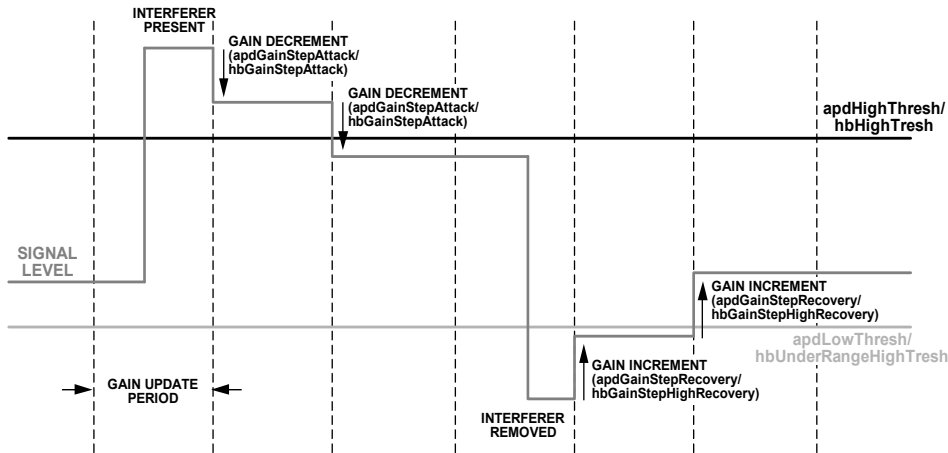 INTERFERER
PRESENT
GAIN DECREMENT
(apdGainStepAttack/
hbGainStepAttack)
GAIN DECREMENT
(apdGainStepAttack/
hbGainStepAttack)
apdHighThresh/
hbHighTresh
SIGNAL
LEVEL
GAIN INCREMENT
(apdGainStepRecovery/
hbGainStepHighRecovery)
apdLowThresh/
hbUnderRangeHighTresh
GAIN INCREMENT
(apdGainStepRecovery/
hbGainStepHighRecovery)
GAIN UPDATE
PERIOD
INTERFERER
REMOVED